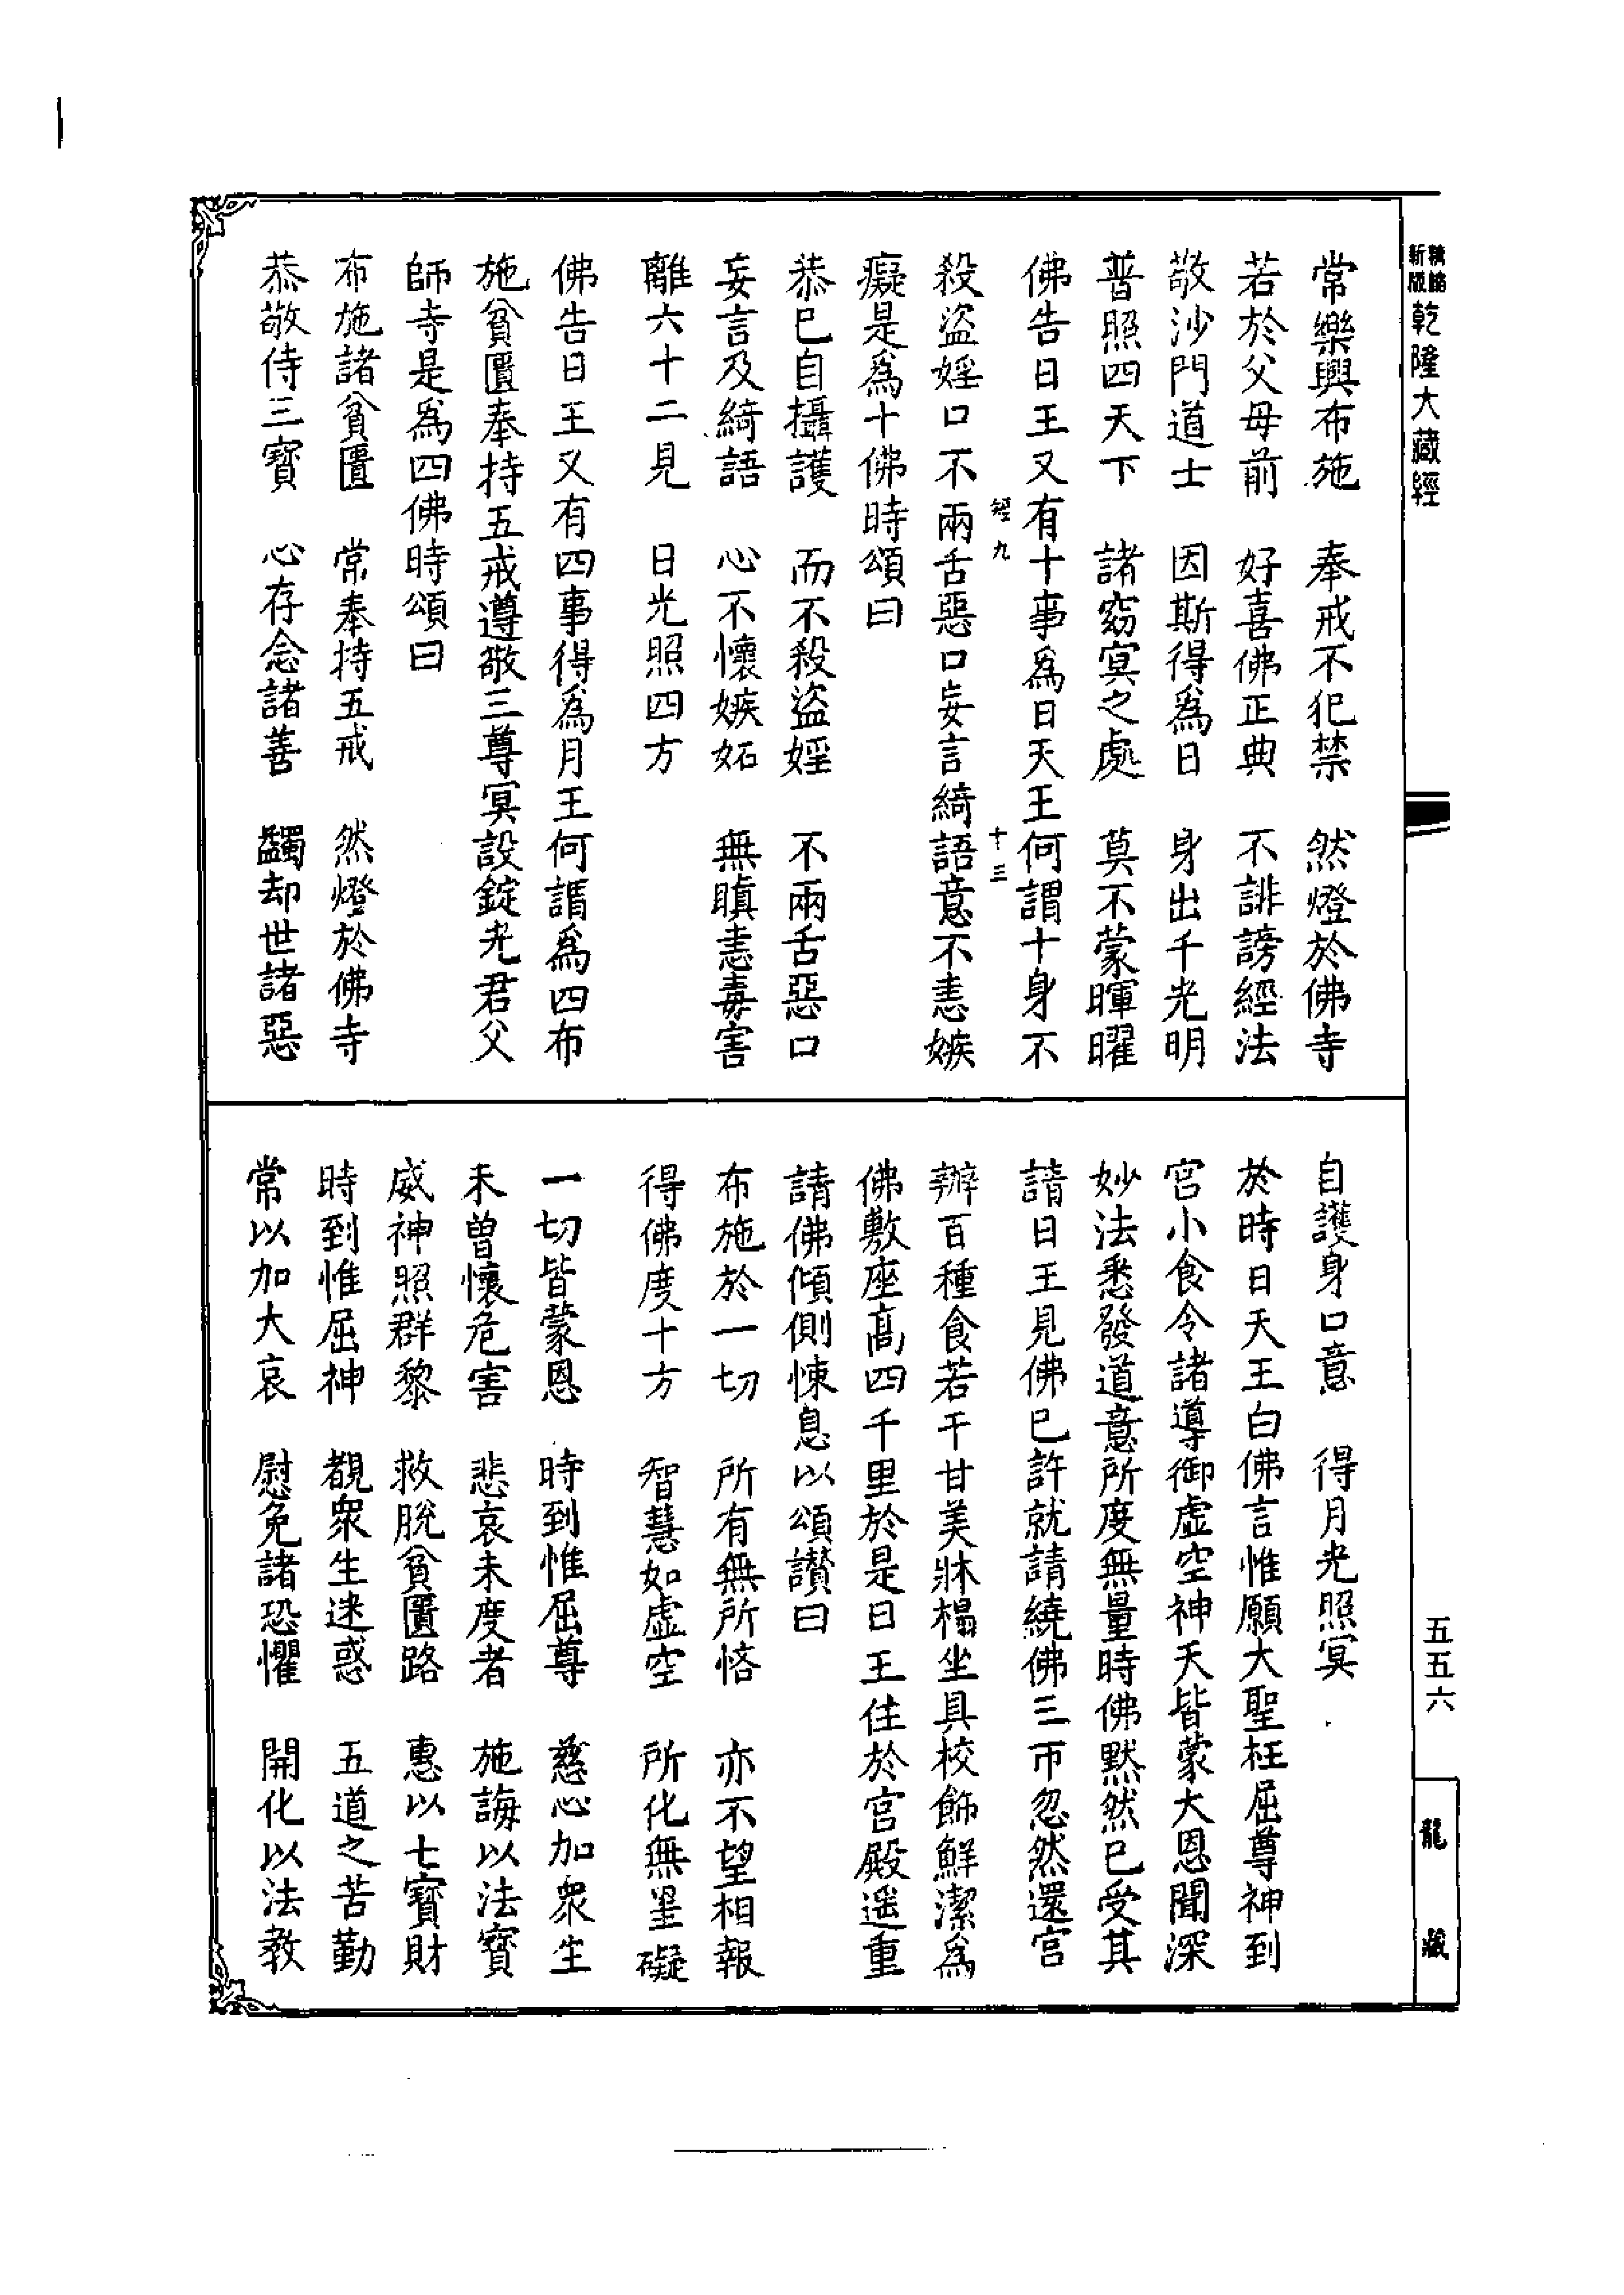 新版
乾隆大藏經
常樂興布施　奉戒不犯禁　然燈於佛寺
若於父母前　好喜佛正典　不誹謗經法
敬沙門道士　因斯得為日　身出千光明
普照四天下　諸窈冥之處　莫不蒙暉曜
佛告日王又有十事為日天王何謂十身不
殺盜婬口不兩舌惡口妄言綺語意不恚嫉
癡是為十佛時頌曰
恭已自攝護　而不殺盜婬　不兩舌惡口
妄言及綺語　心不懷嫉妬　無瞋恚毒害
離六十二見　日光照四方
佛告日王又有四事得為月王何謂為四布
施貧匱奉持五戒遵敬三尊冥設錠光君父
師寺是為四佛時頌曰
布施諸貧匱　常奉持五戒　然燈於佛寺
恭敬侍三寶　心存念諸善　蠲却世諸惡
九
十三
自護身口意　得月光照冥
於時日天王白佛言惟願大聖枉屈尊神到
宮小食令諸導御虛空神天皆蒙大恩聞深
妙法悉發道意所度無量時佛默然已受其
請日王見佛已許就請繞佛三帀忽然還宮
辦百種食若干甘美牀榻坐具校飾鮮潔為
佛敷座高四千里於是日王住於宮殿遥重
請佛傾側悚息以頌讃曰
布施於一切　所有無所悋　亦不望相報
得佛度十方　智慧如虛空　所化無罣礙
一切皆蒙恩　時到惟屈尊　慈心加衆生
未曾懷危害　悲哀未度者　施誨以法寶
威神照群黎　救脫貧匱路　惠以七寶財
時到惟屈神　覩衆生迷惑　五道之苦勤
常以加大哀　慰免諸恐懼　開化以法教
五五六
龍藏